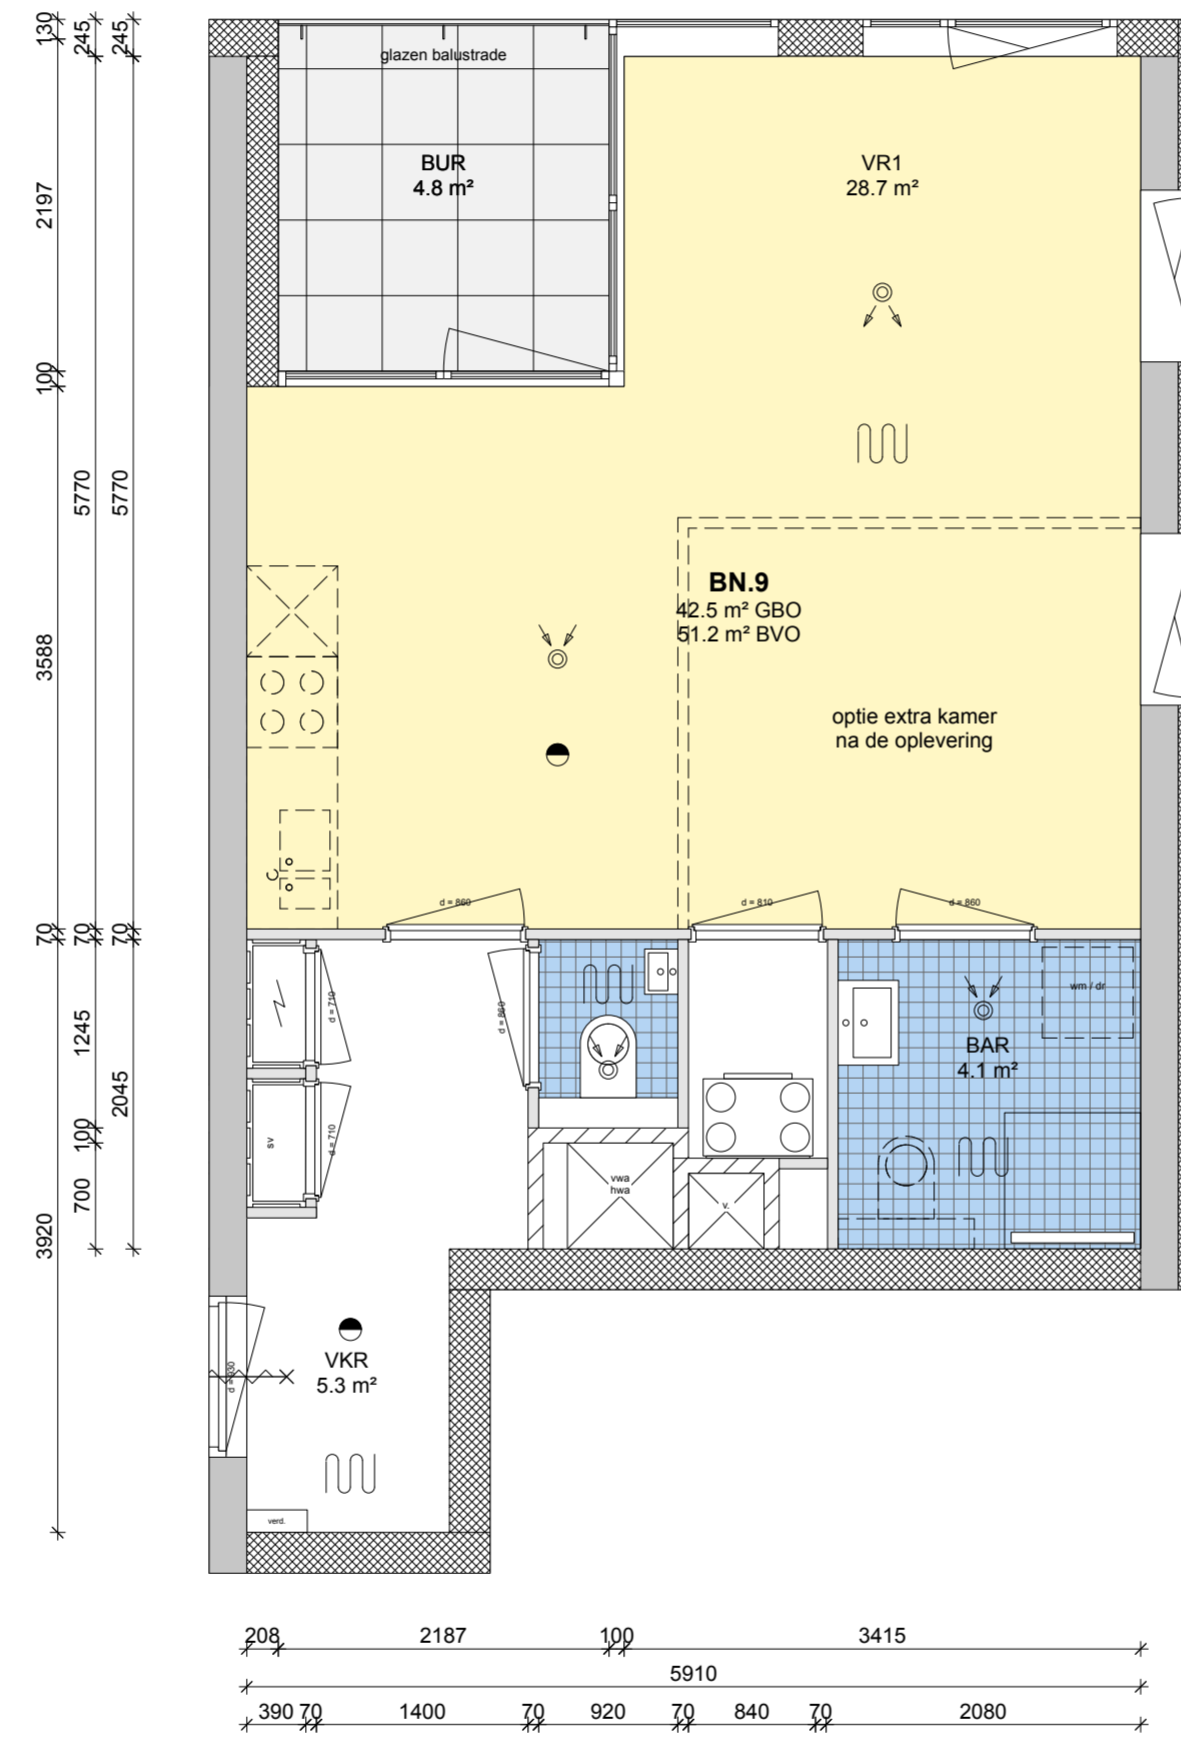 130
245
245
glazen balustrade
BUR
4.8 m²
VR1
28.7 m²
2197
100
5770
5770
BN.9
42.5 m² GBO
51.2 m² BVO
3588
optie extra kamer
na de oplevering
d = 860
d = 810
d = 860
70
70
70
d = 710
d = 860
wm / dr
1245
BAR
4.1 m²
2045
100
sv
d = 710
700
vwa
hwa
v.
3920
VKR
5.3 m²
d = 930
verd.
208
2187
100
3415
5910
390
70
1400
70
920
70
840
70
2080